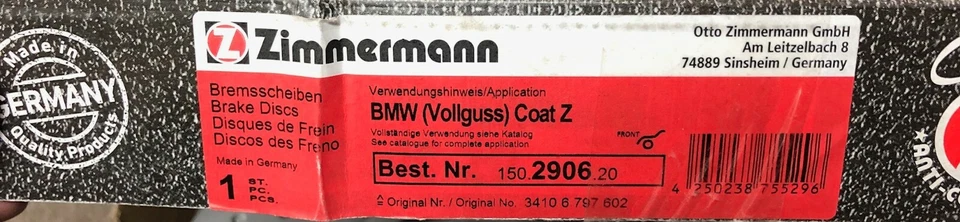 Made in
GERMANY
Quality Products
Z Zimmermann
Otto Zimmermann GmbH
Am Leitzelbach 8
74889 Sinsheim / Germany
Bremsscheiben
Brake Discs
Disques de Frein
Discos des Freno
Made in Germany
1 ST.
PC.
PCS.
Verwendungshinweis/Application
BMW (Vollguss) Coat Z
Vollständige Verwendung siehe Katalog
See catalogue for complete application
FRONT
Best. Nr. 150.2906.20
≙ Original Nr. / Original No. 3410 6 797 602
4 250238 755296
ANTI-